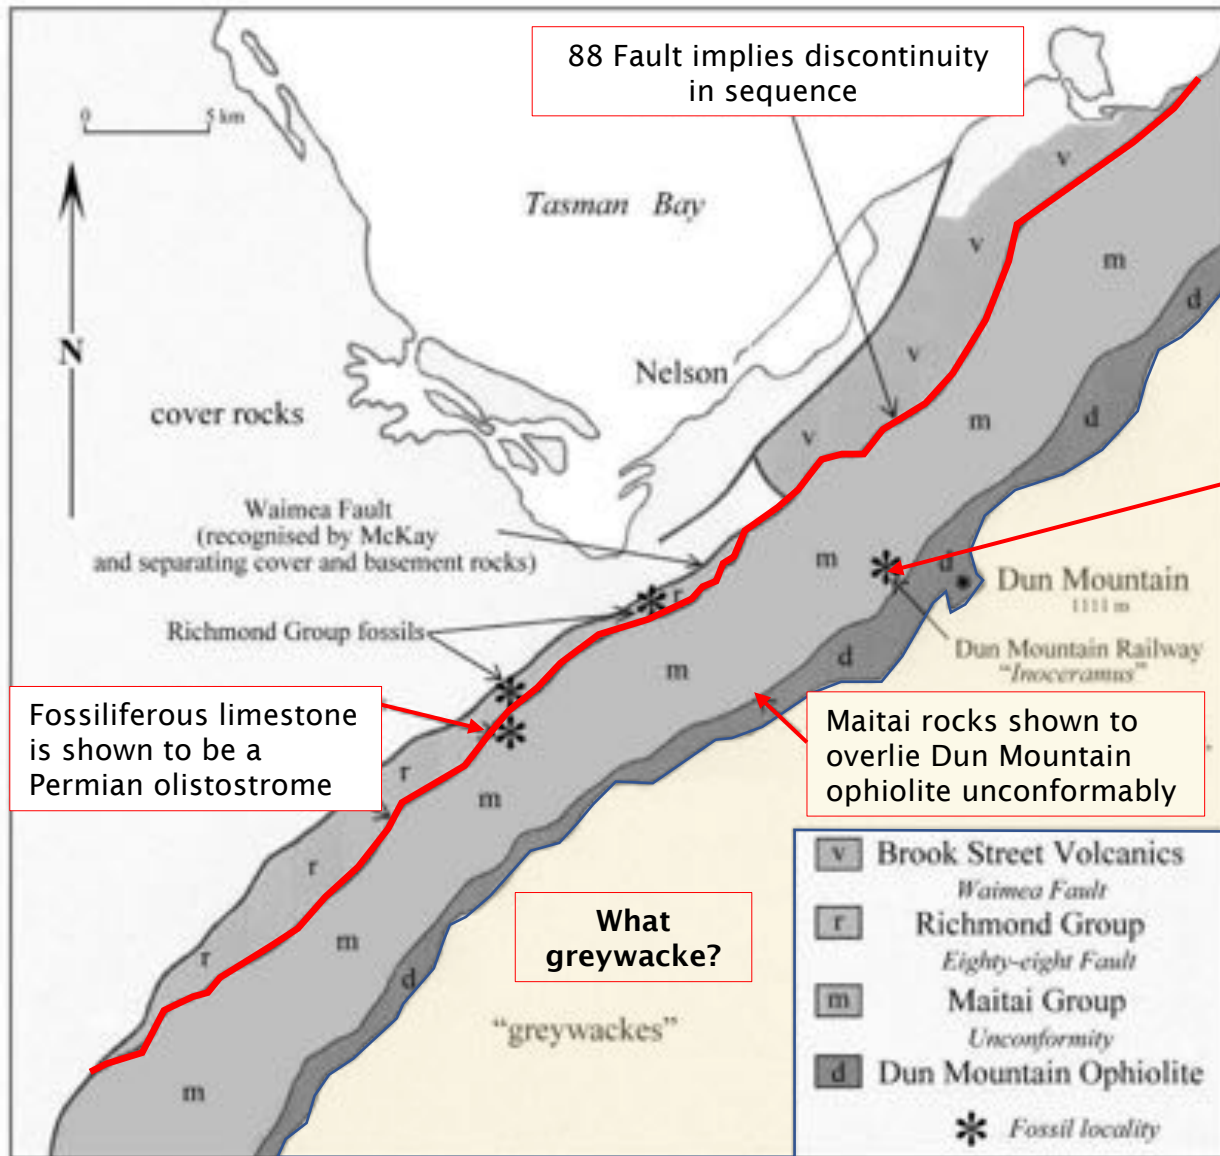 88 Fault implies discontinuity
in sequence
0
5 km
v
Tasman Bay
v
m
d
N
Nelson
v
cover rocks
m
d
v
Waimea Fault
(recognised by McKay
and separating cover and basement rocks)
m
d
Dun Mountain
1111 m
r
Richmond Group fossils
Dun Mountain Railway
"Inoceramus"
d
m
Fossiliferous limestone
is shown to be a
Permian olistostrome
Maitai rocks shown to
overlie Dun Mountain
ophiolite unconformably
r
m
v Brook Street Volcanics
Waimea Fault
r
r Richmond Group
Eighty-eight Fault
What
greywacke?
m
r
d
m Maitai Group
Unconformity
"greywackes"
d Dun Mountain Ophiolite
m
Fossil locality